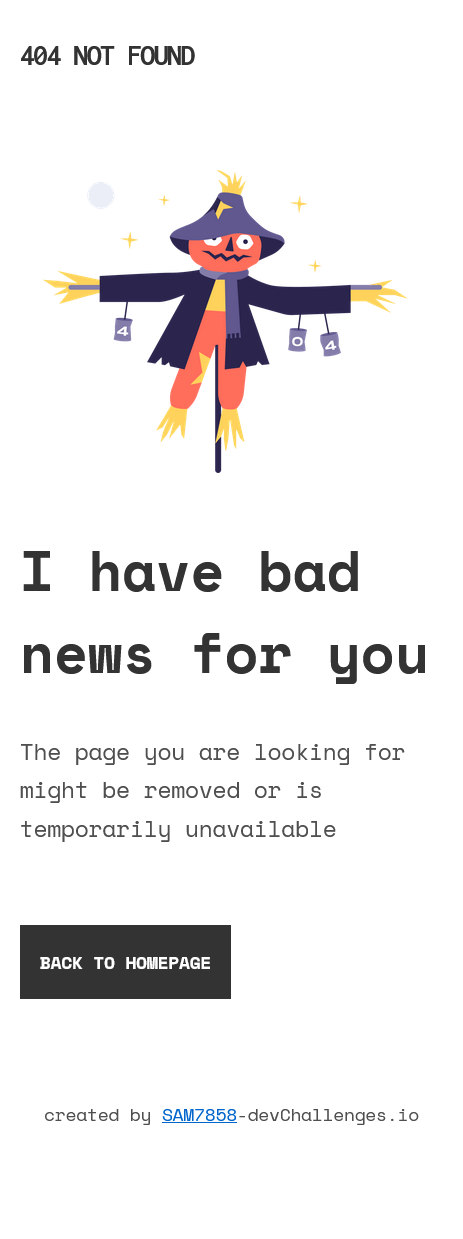 404 NOT FOUND
4
0
4
I have bad
news for you
The page you are looking for
might be removed or is
temporarily unavailable
BACK TO HOMEPAGE
created by SAM7858-devChallenges.io